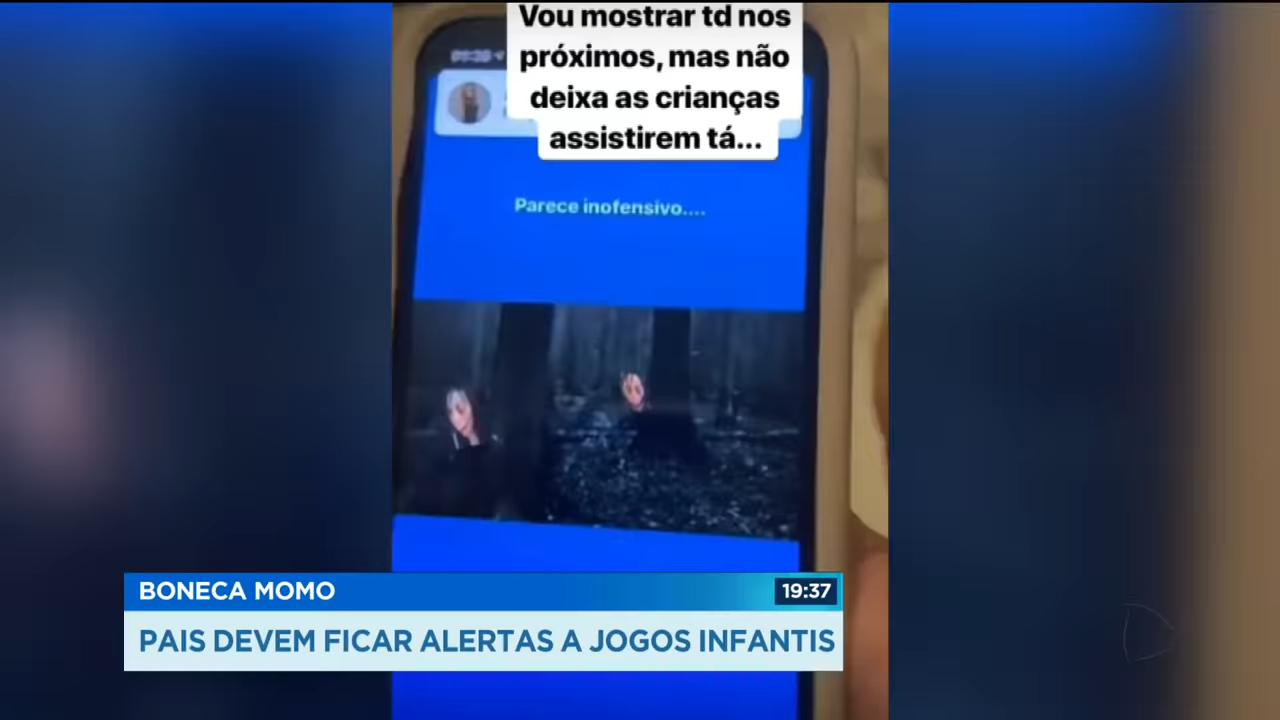 Vou mostrar td nos
próximos, mas não
deixa as crianças
assistirem tá...
Parece inofensivo....
BONECA MOMO
19:37
PAIS DEVEM FICAR ALERTAS A JOGOS INFANTIS